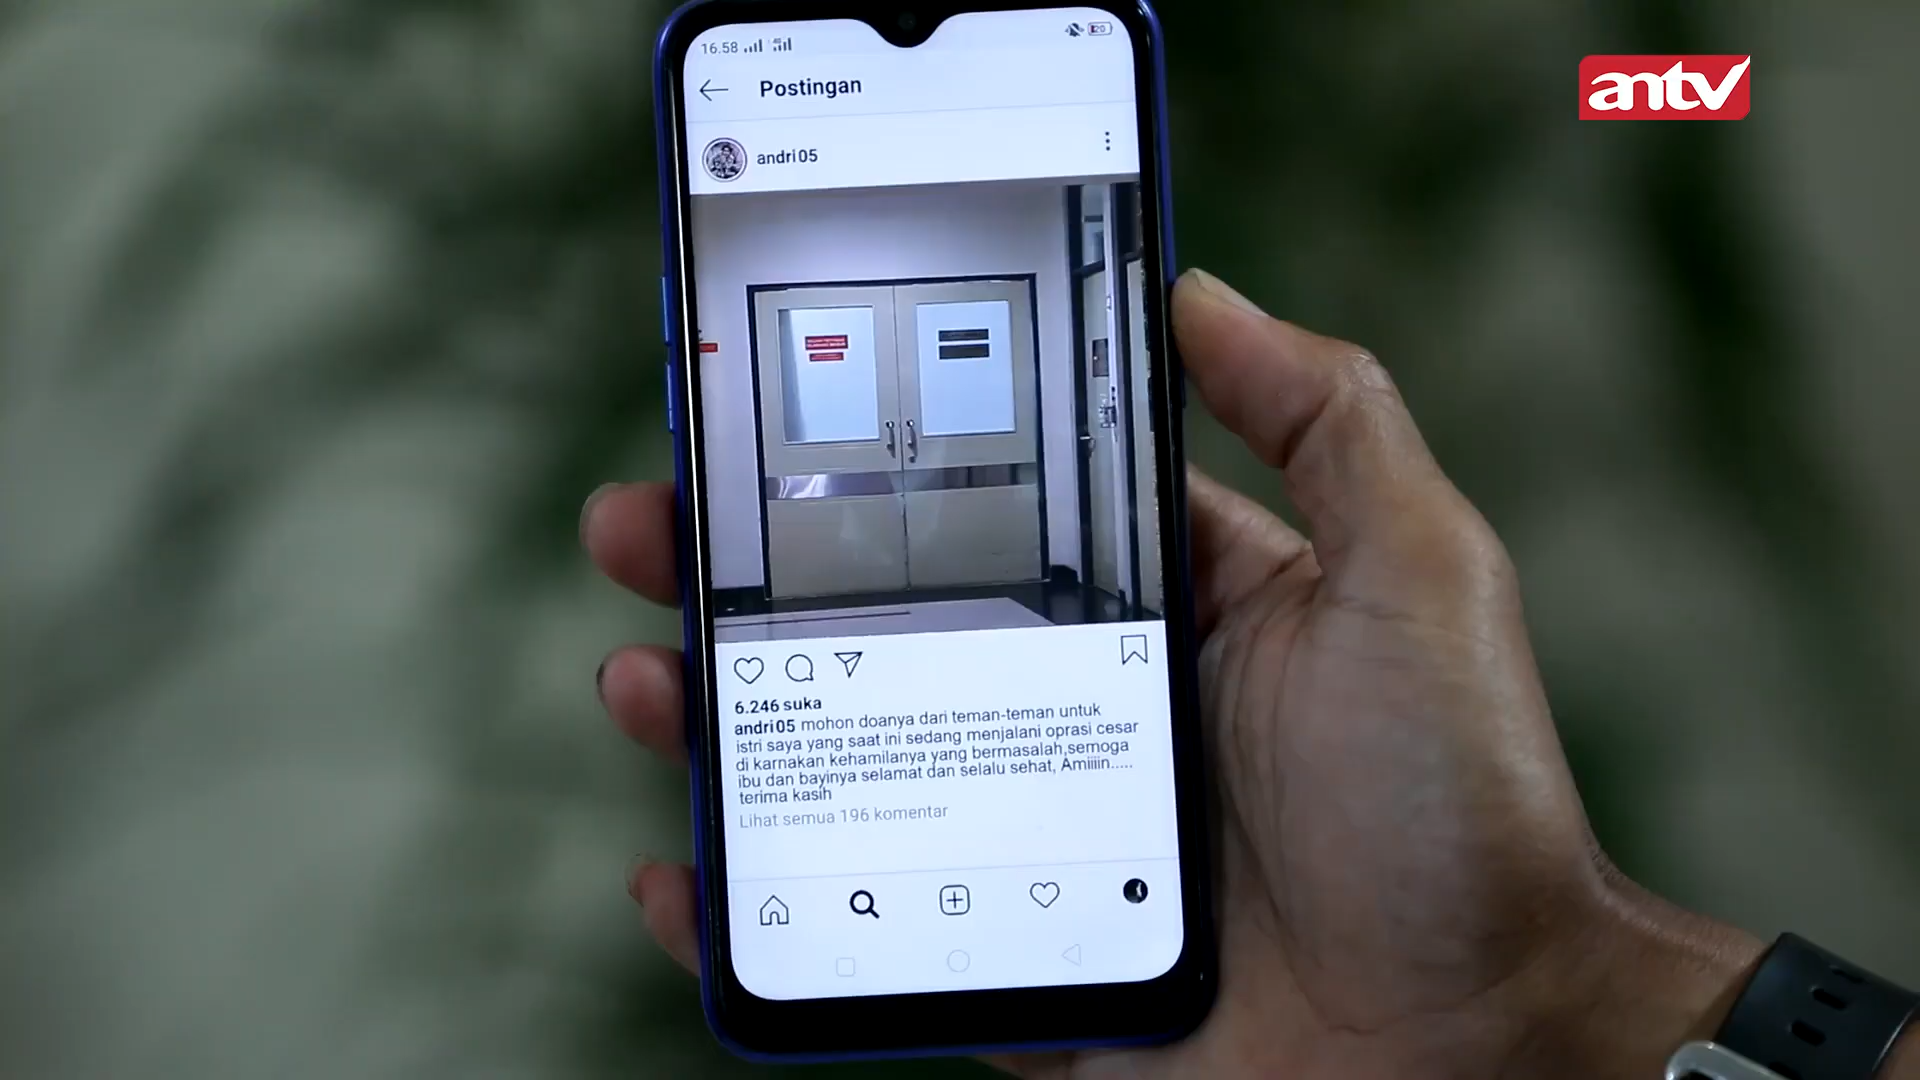 antv
16.58
20
Postingan
andri05
6.246 suka
andri05 mohon doanya dari teman-teman untuk
istri saya yang saat ini sedang menjalani oprasi cesar
di karnakan kehamilanya yang bermasalah,semoga
ibu dan bayinya selamat dan selalu sehat, Amiiiin.....
terima kasih
Lihat semua 196 komentar